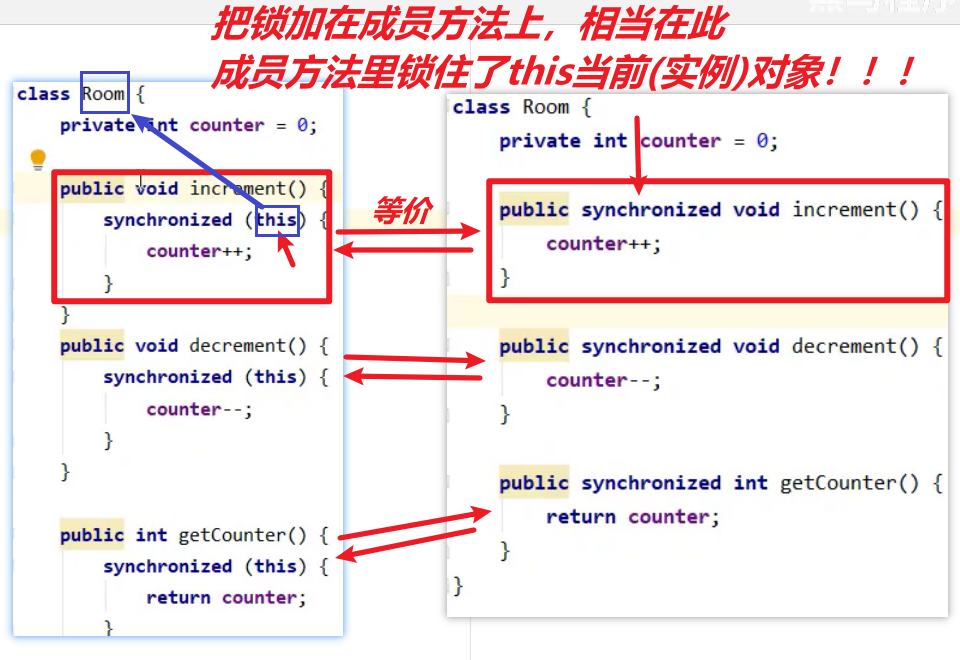 把锁加在成员方法上，相当在此
成员方法里锁住了this当前(实例)对象！！！
class Room {
private int counter = 0;
public void increment() {
synchronized (this) {
counter++;
}
}
public void decrement() {
synchronized (this) {
counter--;
}
}
public int getCounter() {
synchronized (this) {
return counter;
}
等价
class Room {
private int counter = 0;
public synchronized void increment() {
counter++;
}
public synchronized void decrement() {
counter--;
}
public synchronized int getCounter() {
return counter;
}
}